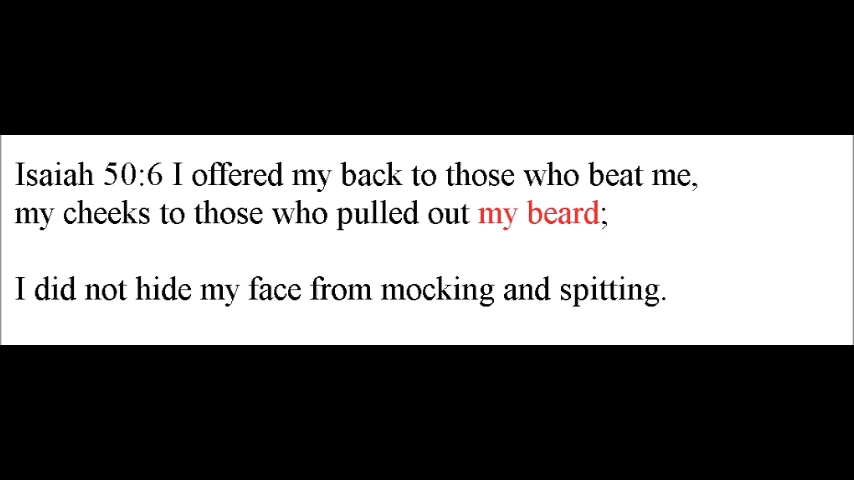 Isaiah 50:6 I offered my back to those who beat me,
my cheeks to those who pulled out my beard;
I did not hide my face from mocking and spitting.